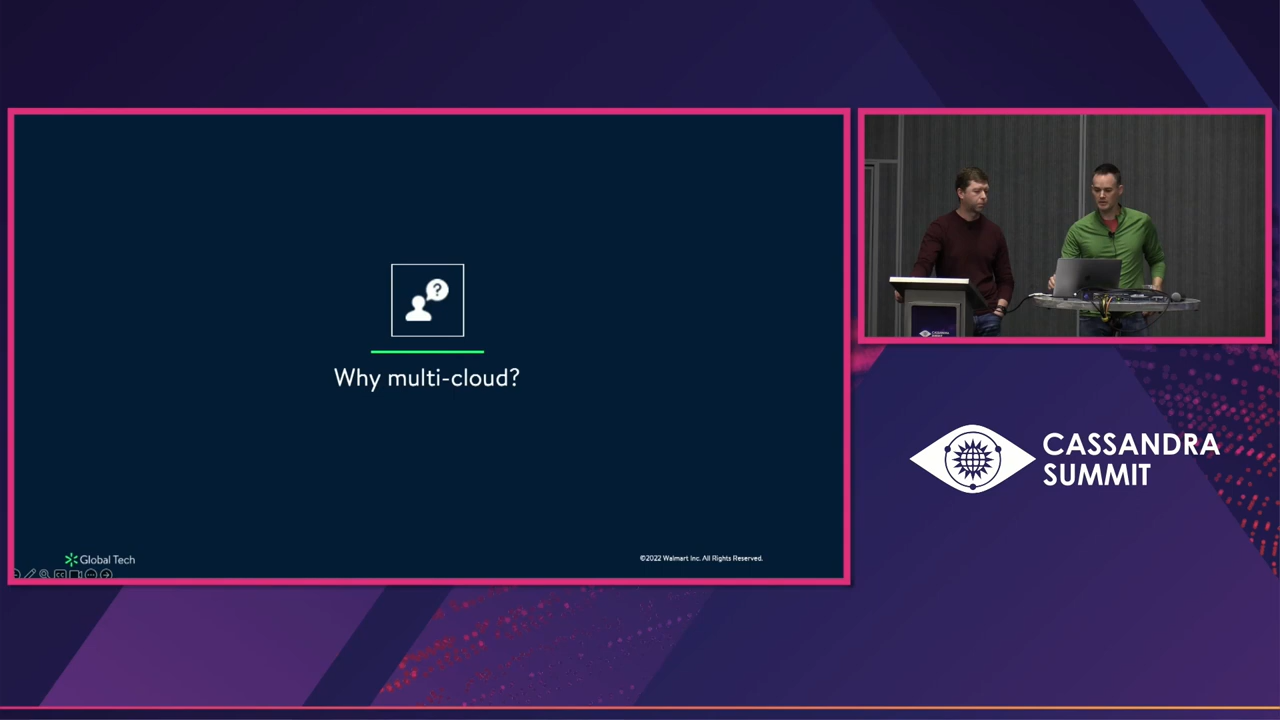 ?
Why multi-cloud?
Global Tech
©2022 Walmart Inc. All Rights Reserved.
CASSANDRA
SUMMIT